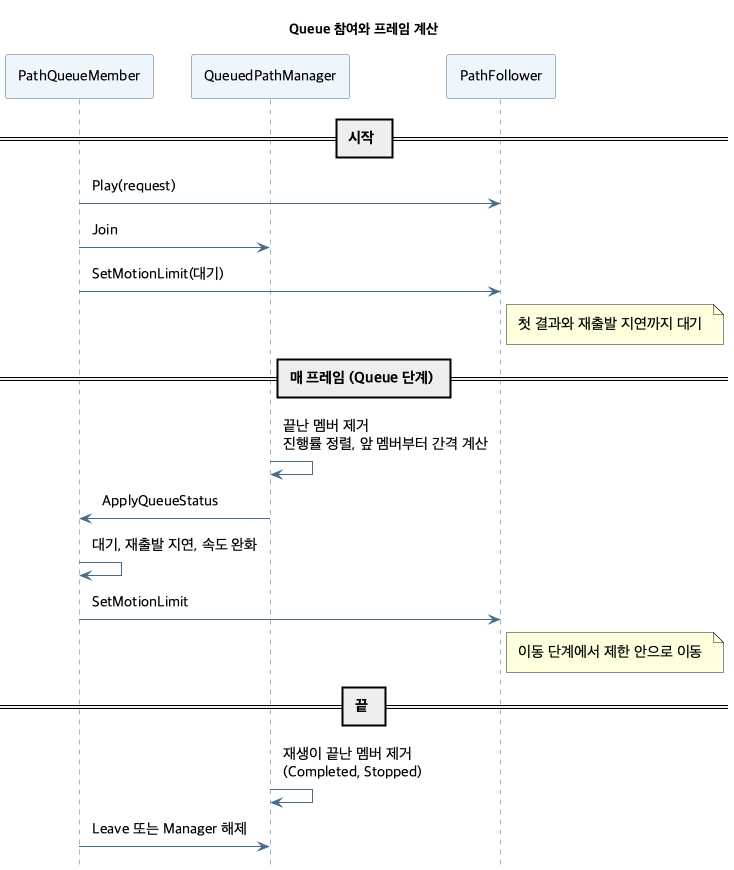 Queue 참여와 프레임 계산
PathQueueMember
QueuedPathManager
PathFollower
시작
Play(request)
Join
SetMotionLimit(대기)
첫 결과와 재출발 지연까지 대기
매 프레임 (Queue 단계)
끝난 멤버 제거
진행률 정렬, 앞 멤버부터 간격 계산
ApplyQueueStatus
대기, 재출발 지연, 속도 완화
SetMotionLimit
이동 단계에서 제한 안으로 이동
끝
재생이 끝난 멤버 제거
(Completed, Stopped)
Leave 또는 Manager 해제